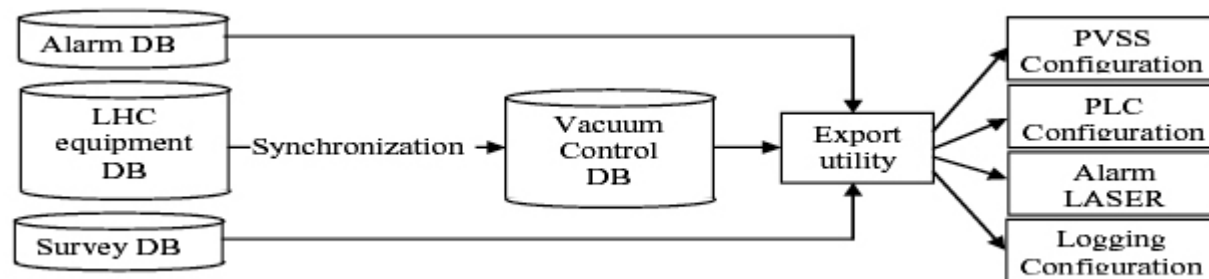 Alarm DB
LHC
equipment
DB
Survey DB
Synchronization
Vacuum
Control
DB
Export
utility
PVSS
Configuration
PLC
Configuration
Alarm
LASER
Logging
Configuration